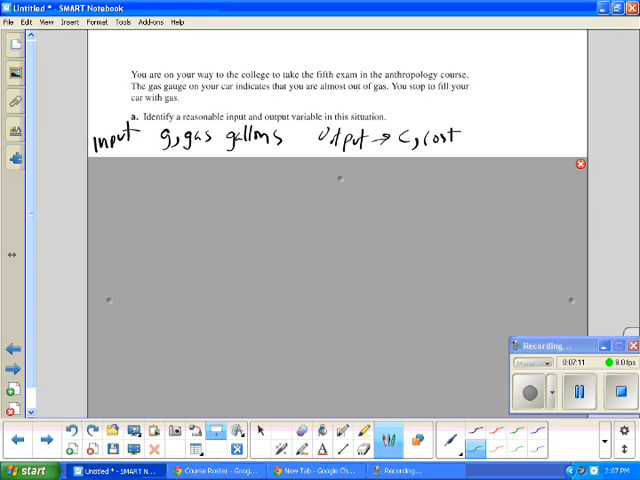 Untitled * - SMART Notebook
File Edit View Insert Format Tools Add-ons Help
You are on your way to the college to take the fifth exam in the anthropology course.
The gas gauge on your car indicates that you are almost out of gas. You stop to fill your
car with gas.
a. Identify a reasonable input and output variable in this situation.
Input g, gas gallons Output → C, cost
Recording...
Menu
0:07:11 8.0 fps
start Untitled * - SMART N... Course Roster - Goog... New Tab - Google Ch... Recording... 2:07 PM